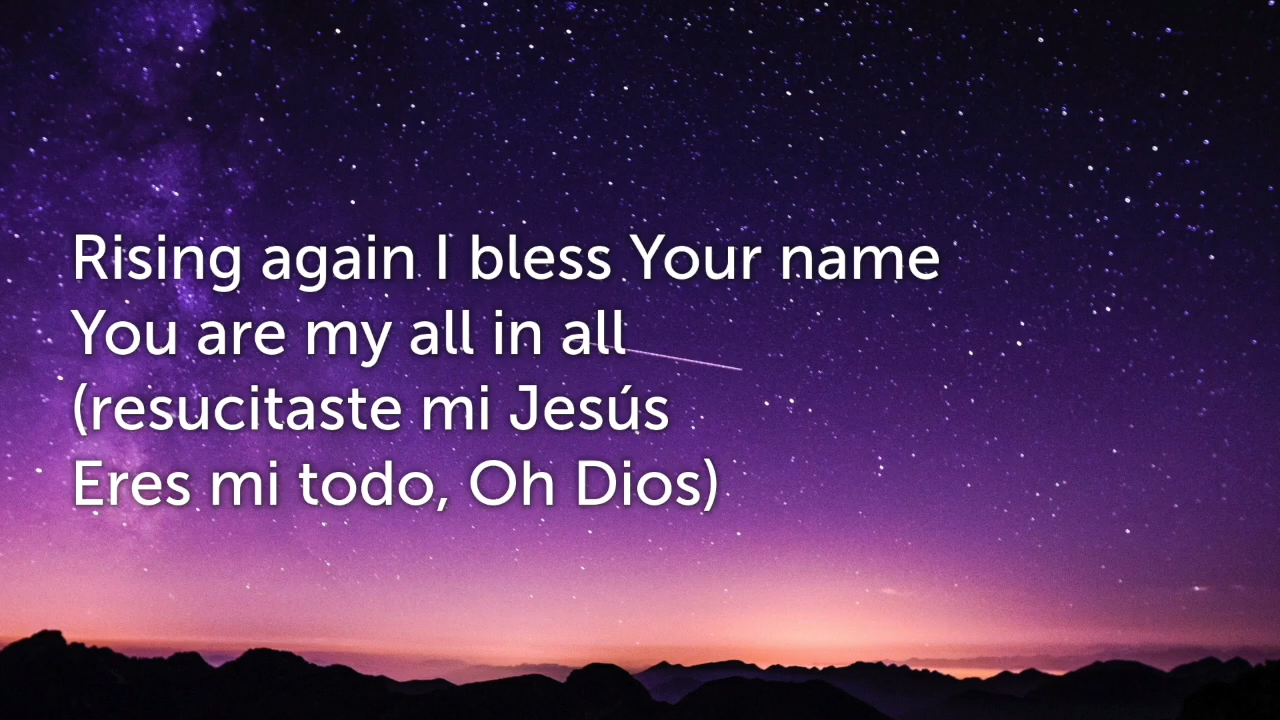 Rising again I bless Your name
You are my all in all
(resucitaste mi Jesús
Eres mi todo, Oh Dios)